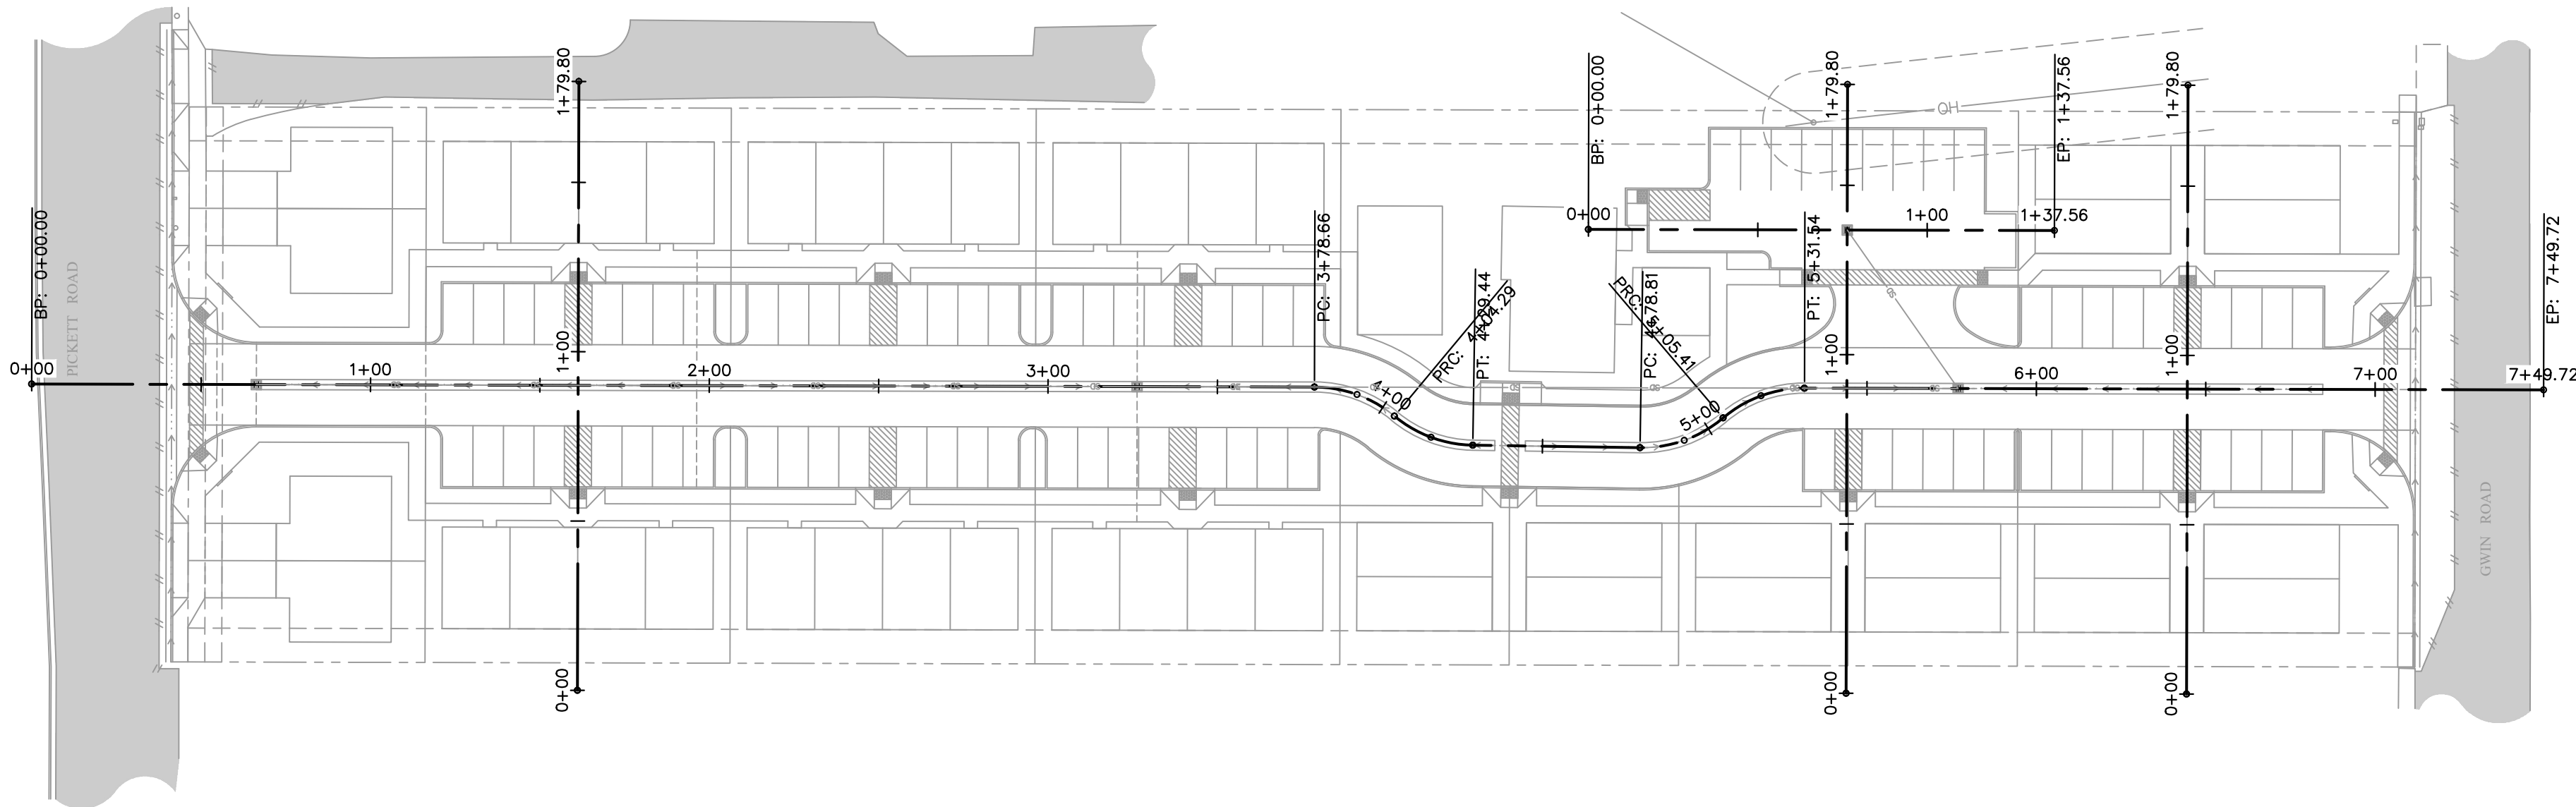 BP: 0+00.00
PICKETT ROAD
0+00
1+00
2+00
3+00
4+00
5+00
6+00
7+00
7+49.72
EP: 7+49.72
GWIN ROAD
1+79.80
1+00
0+00
PC: 3+78.66
PRC: 4+04.29
PT: 4+29.44
PC: 4+78.81
PRC: 5+05.41
PT: 5+31.54
BP: 0+00.00
0+00
1+00
1+37.56
EP: 1+37.56
OH
1+79.80
1+00
0+00
1+79.80
1+00
0+00